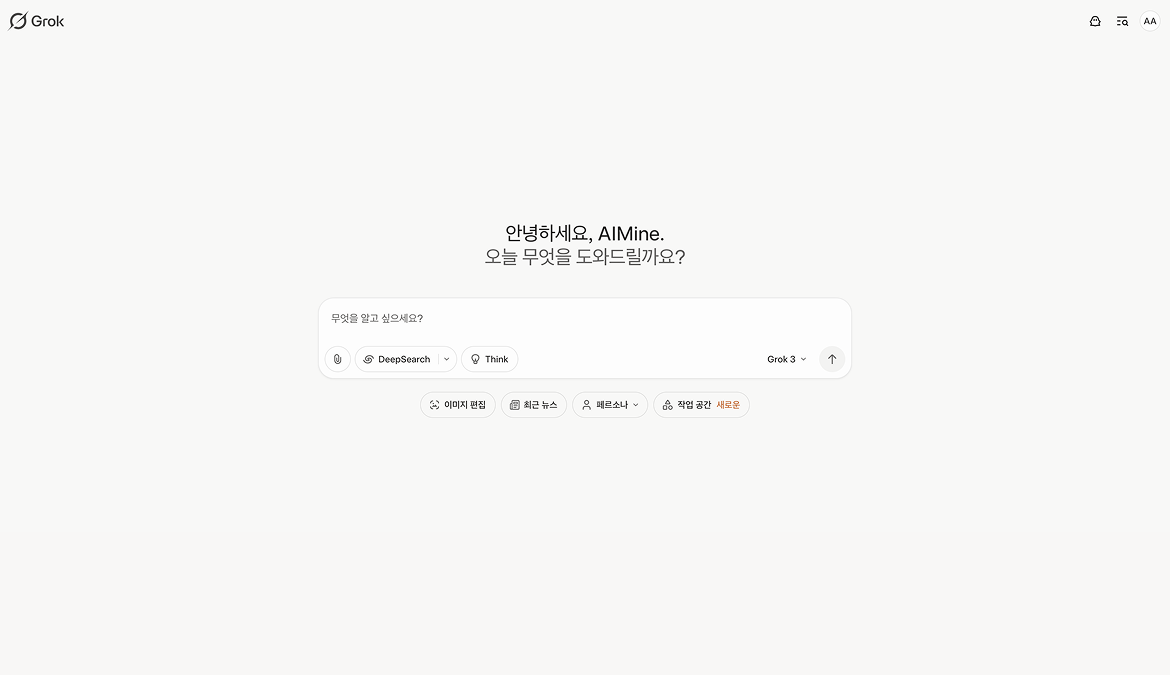 Grok
AA
안녕하세요, AIMine.
오늘 무엇을 도와드릴까요?
무엇을 알고 싶으세요?
DeepSearch Think Grok 3
이미지 편집 최근 뉴스 페르소나 작업 공간 새로운